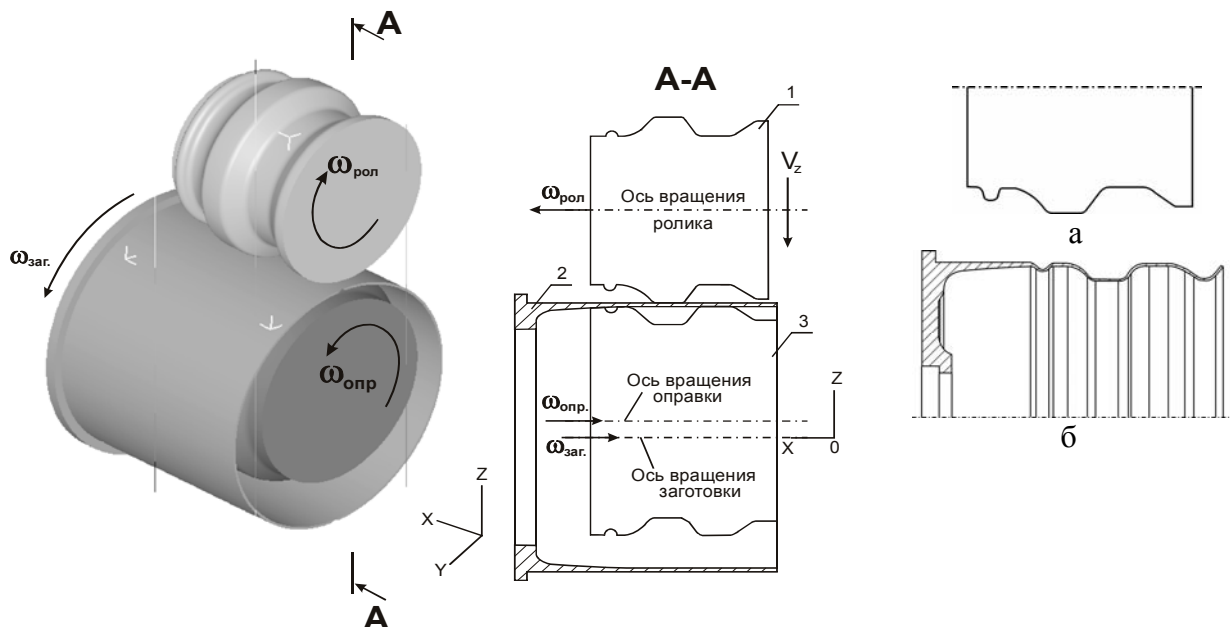 А
ωрол
ωзаг.
ωопр
X
Y
Z
А
А-А
1
Vz
ωрол
Ось вращения
ролика
2
3
Ось вращения
оправки
ωопр.
ωзаг.
Z
X
0
Ось вращения
заготовки
а
б